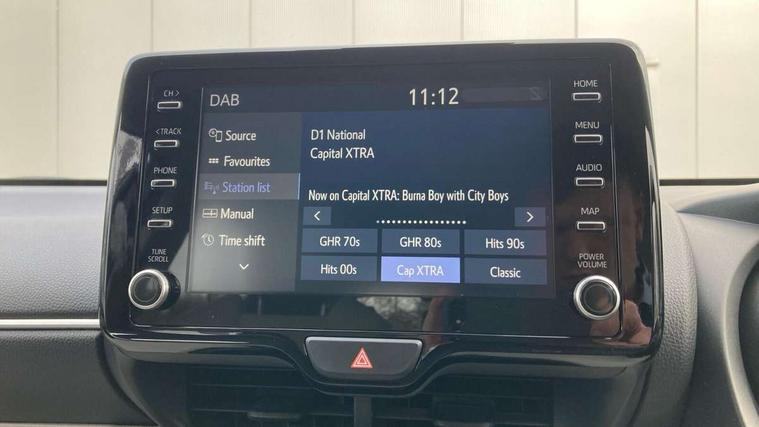 CH >
< TRACK
PHONE
SETUP
TUNE
SCROLL
DAB
11:12
Source
Favourites
Station list
Manual
Time shift
D1 National
Capital XTRA
Now on Capital XTRA: Burna Boy with City Boys
GHR 70s
GHR 80s
Hits 90s
Hits 00s
Cap XTRA
Classic
HOME
MENU
AUDIO
MAP
POWER
VOLUME